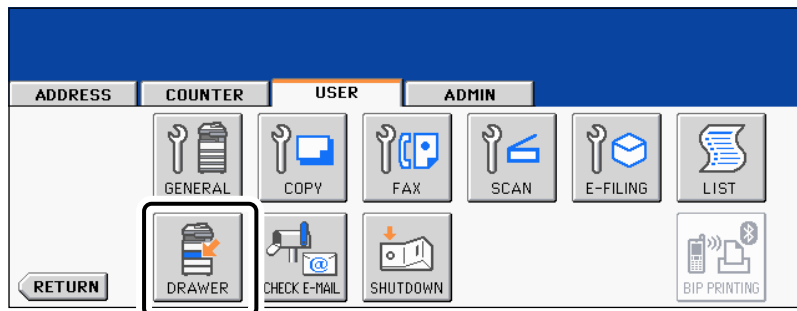 ADDRESS COUNTER USER ADMIN
GENERAL COPY FAX SCAN E-FILING LIST
@
RETURN DRAWER CHECK E-MAIL SHUTDOWN BIP PRINTING